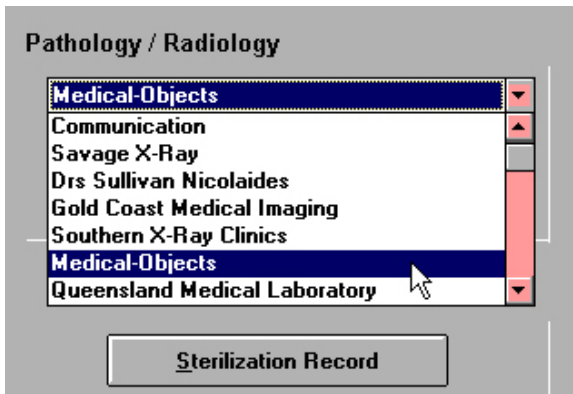 Pathology / Radiology
Medical-Objects
Communication
Savage X-Ray
Drs Sullivan Nicolaides
Gold Coast Medical Imaging
Southern X-Ray Clinics
Medical-Objects
Queensland Medical Laboratory
Sterilization Record